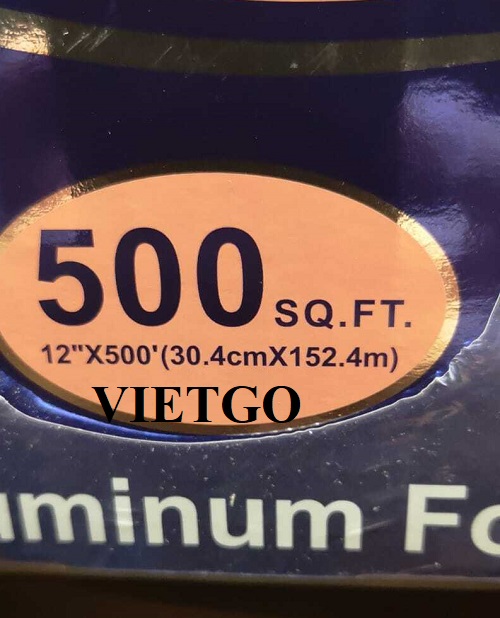 500 SQ.FT.
12"X500'(30.4cmX152.4m)
VIETGO
uminum Fo